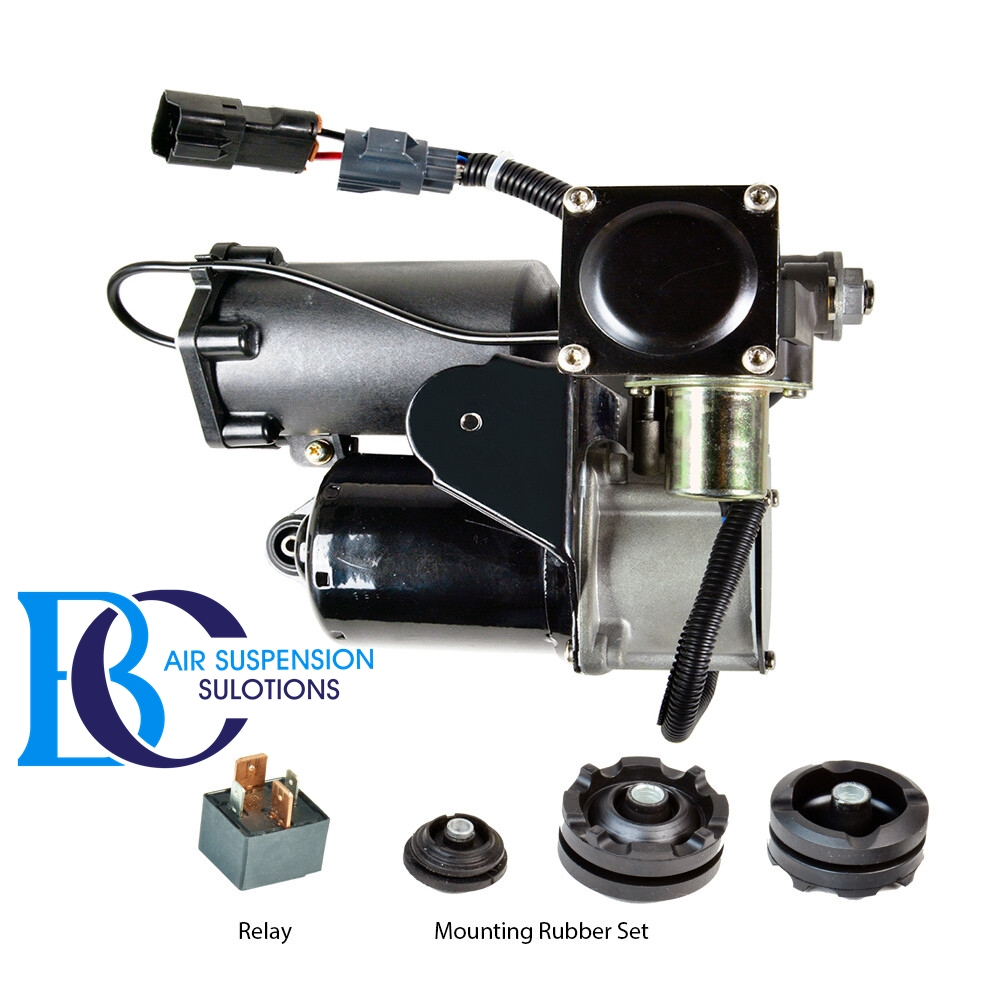 BC
AIR SUSPENSION
SULOTIONS
Relay
Mounting Rubber Set